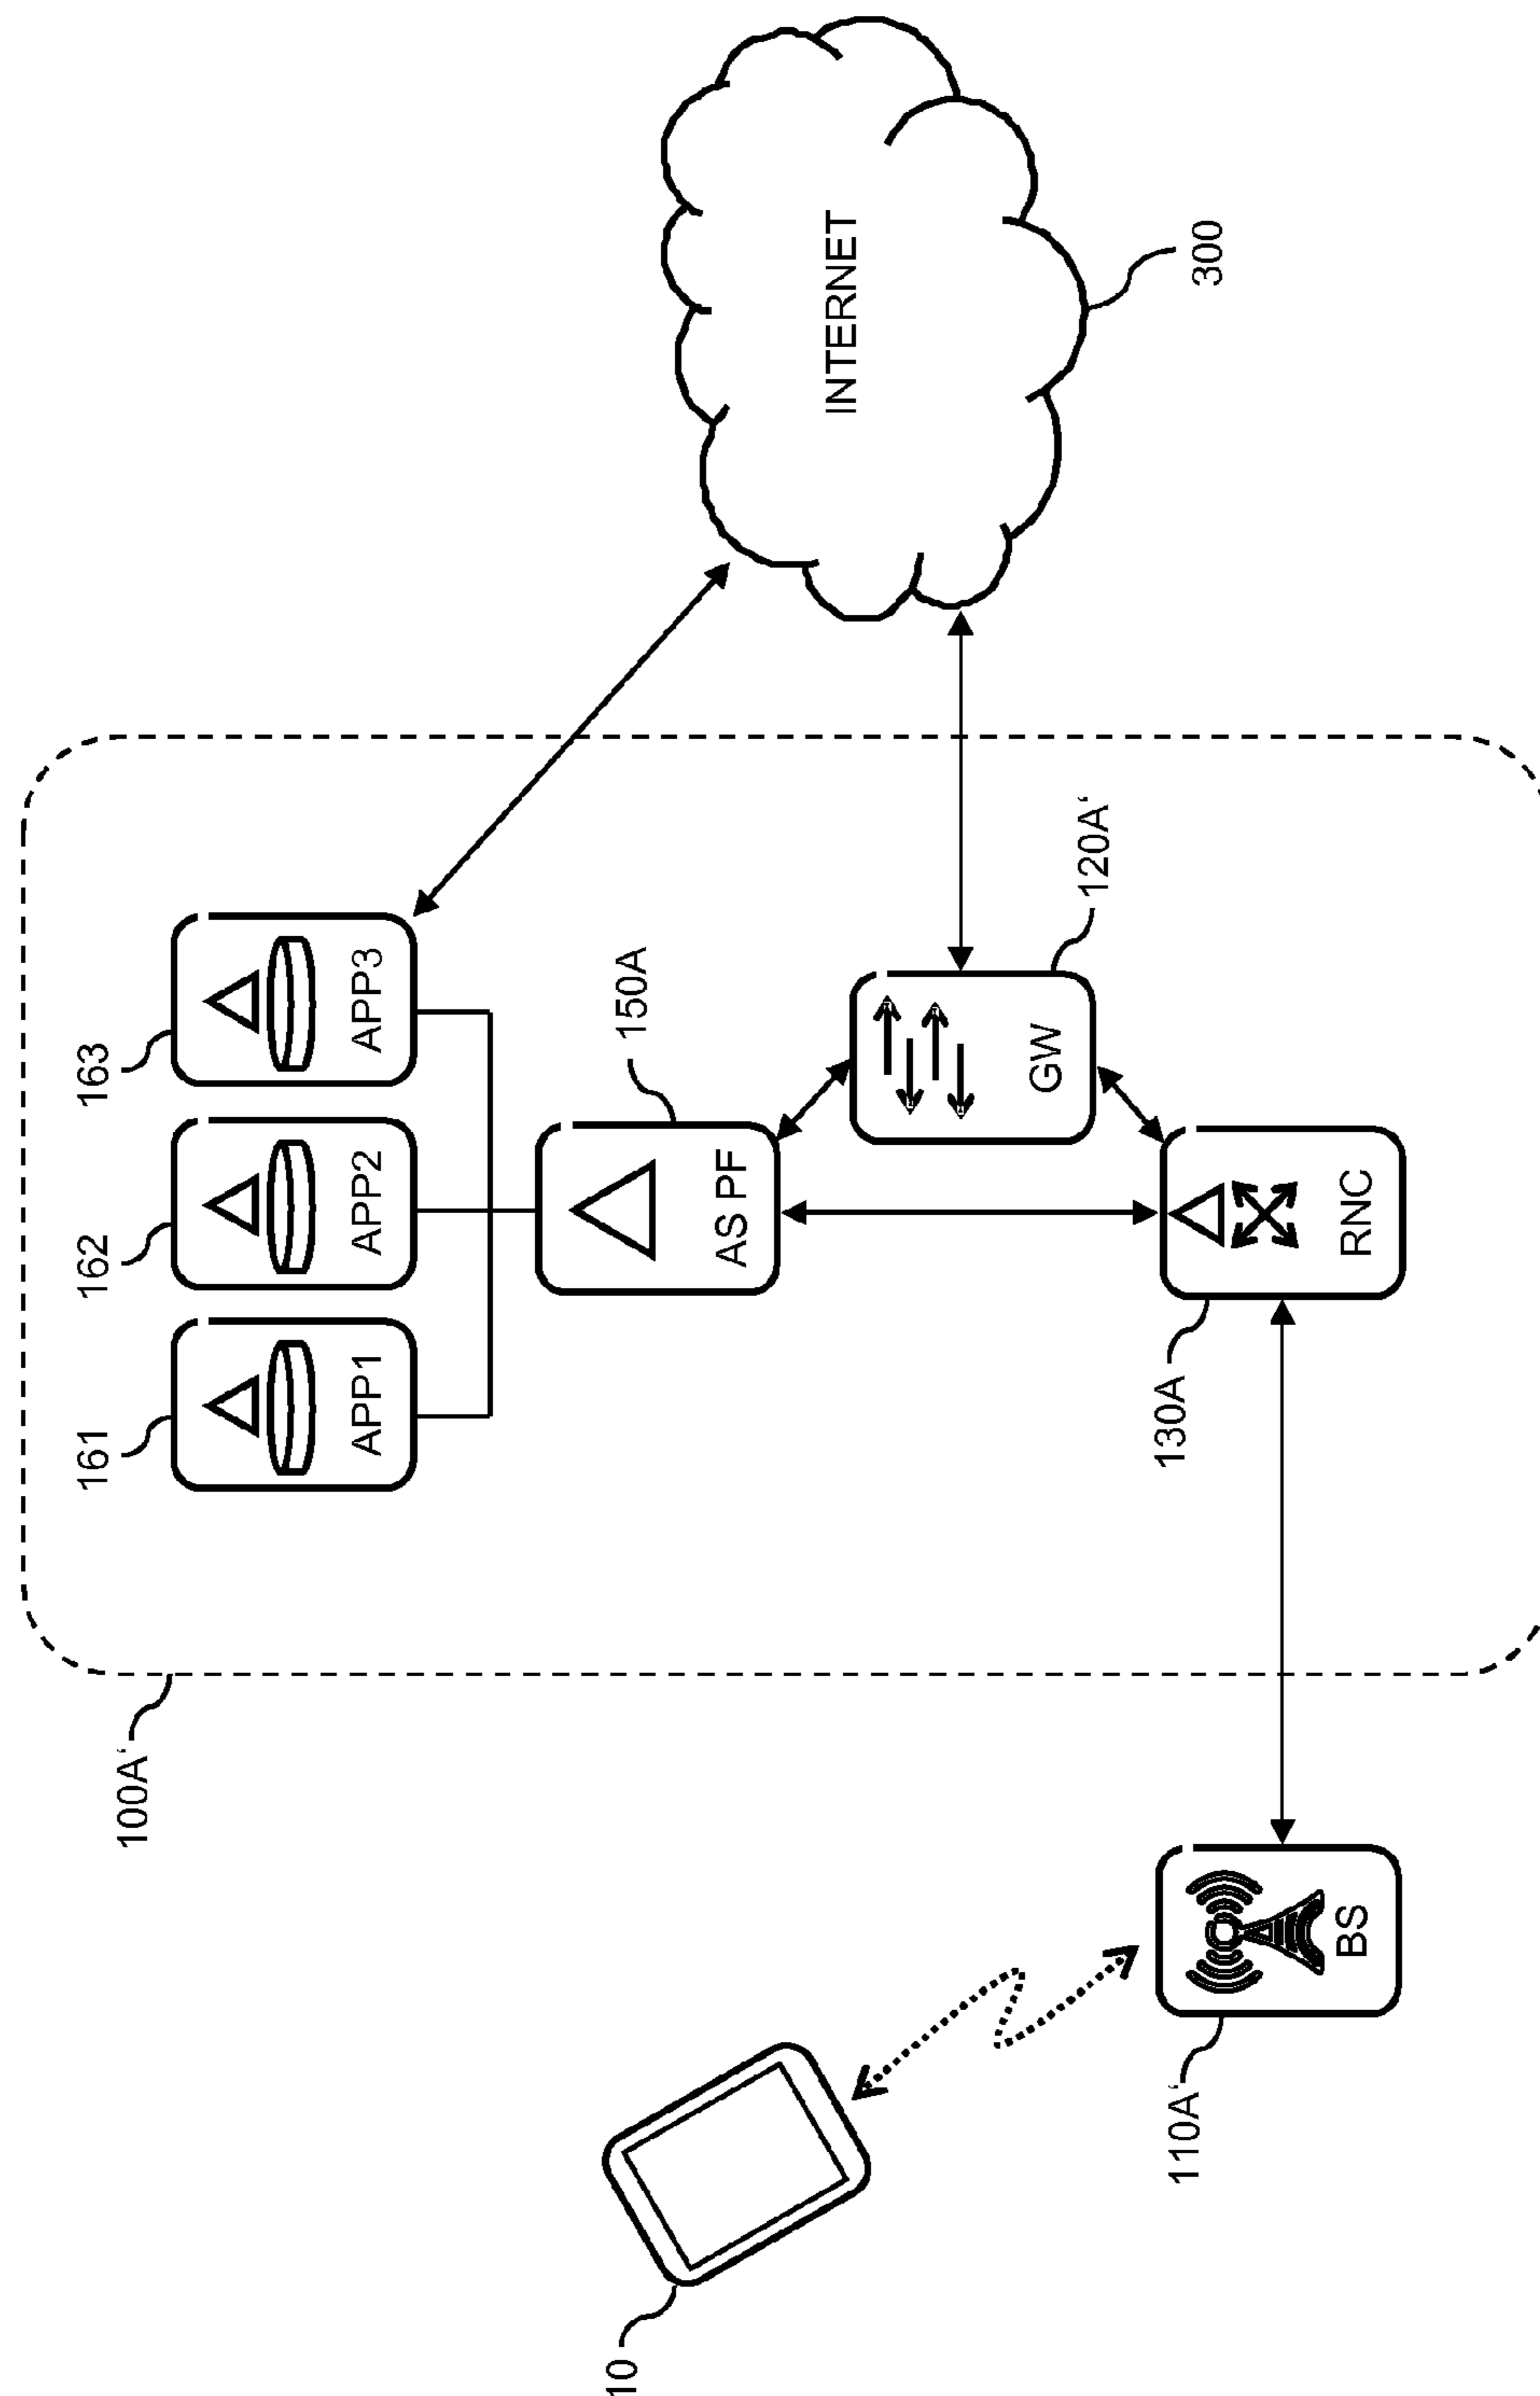 100A‘
161
162
163
APP1
APP2
APP3
150A
AS PF
INTERNET
GW
120A‘
300
10
130A
RNC
110A‘
BS